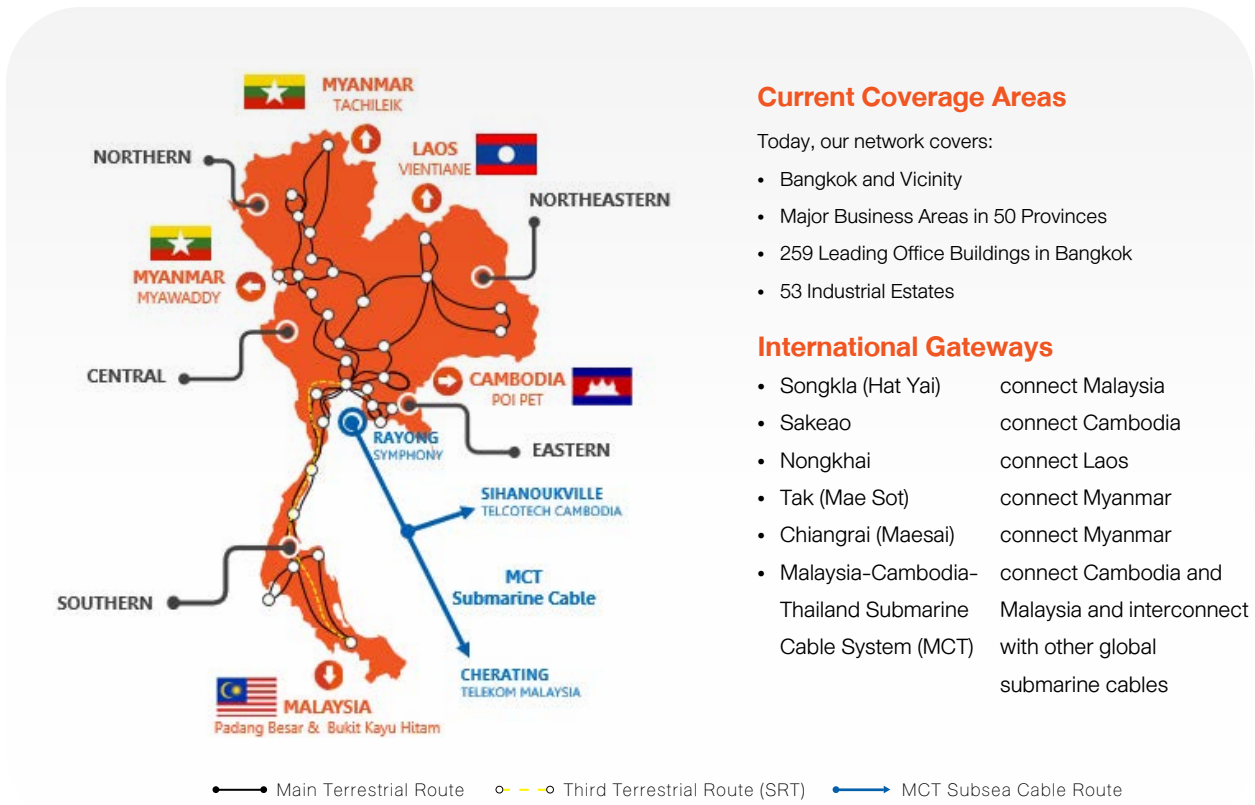 MYANMAR
TACHILEIK
LAOS
VIENTIANE
NORTHERN
NORTHEASTERN
MYANMAR
MYAWADDY
CENTRAL
CAMBODIA
POI PET
RAYONG
SYMPHONY
EASTERN
SIHANOUKVILLE
TELCOTECH CAMBODIA
MCT
Submarine Cable
SOUTHERN
CHERATING
TELEKOM MALAYSIA
MALAYSIA
Padang Besar & Bukit Kayu Hitam
Current Coverage Areas
Today, our network covers:
• Bangkok and Vicinity
• Major Business Areas in 50 Provinces
• 259 Leading Office Buildings in Bangkok
• 53 Industrial Estates
International Gateways
• Songkla (Hat Yai) connect Malaysia
• Sakeao connect Cambodia
• Nongkhai connect Laos
• Tak (Mae Sot) connect Myanmar
• Chiangrai (Maesai) connect Myanmar
• Malaysia-Cambodia- connect Cambodia and
Thailand Submarine Malaysia and interconnect
Cable System (MCT) with other global
submarine cables
Main Terrestrial Route Third Terrestrial Route (SRT) MCT Subsea Cable Route